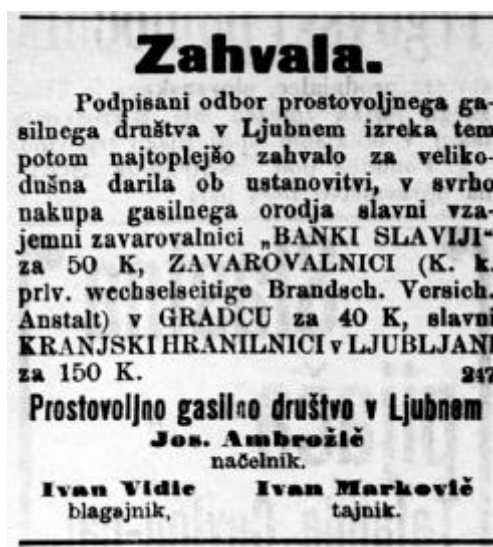 Zahvala.
Podpisani odbor prostovoljnega ga-
silnega društva v Ljubnem izreka tem
potom najtoplejšo zahvalo za veliko-
dušna darila ob ustanovitvi, v svrho
nakupa gasilnega orodja slavni vza-
jemni zavarovalnici „BANKI SLAVIJI“
za 50 K, ZAVAROVALNICI (K. k.
priv. wechselseitige Brandsch. Versich.
Anstalt) v GRADCU za 40 K, slavni
KRANJSKI HRANILNICI v LJUBLJANI
za 150 K. 247
Prostovoljno gasilno društvo v Ljubnem
Jos. Ambrožič
načelnik.
Ivan Vidic Ivan Markovič
blagajnik, tajnik.